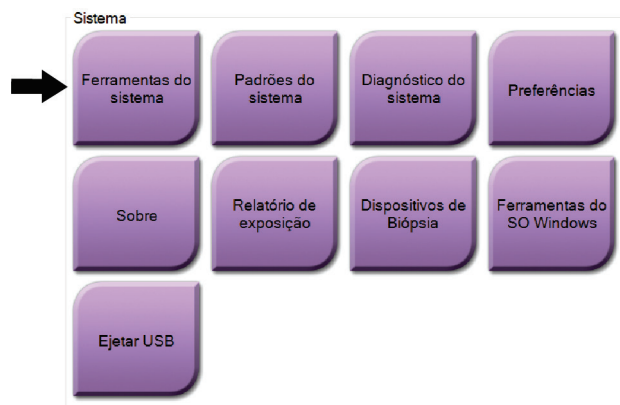 Sistema
Ferramentas do
sistema
Padrões do
sistema
Diagnóstico do
sistema
Preferências
Sobre
Relatório de
exposição
Dispositivos de
Biópsia
Ferramentas do
SO Windows
Ejetar USB